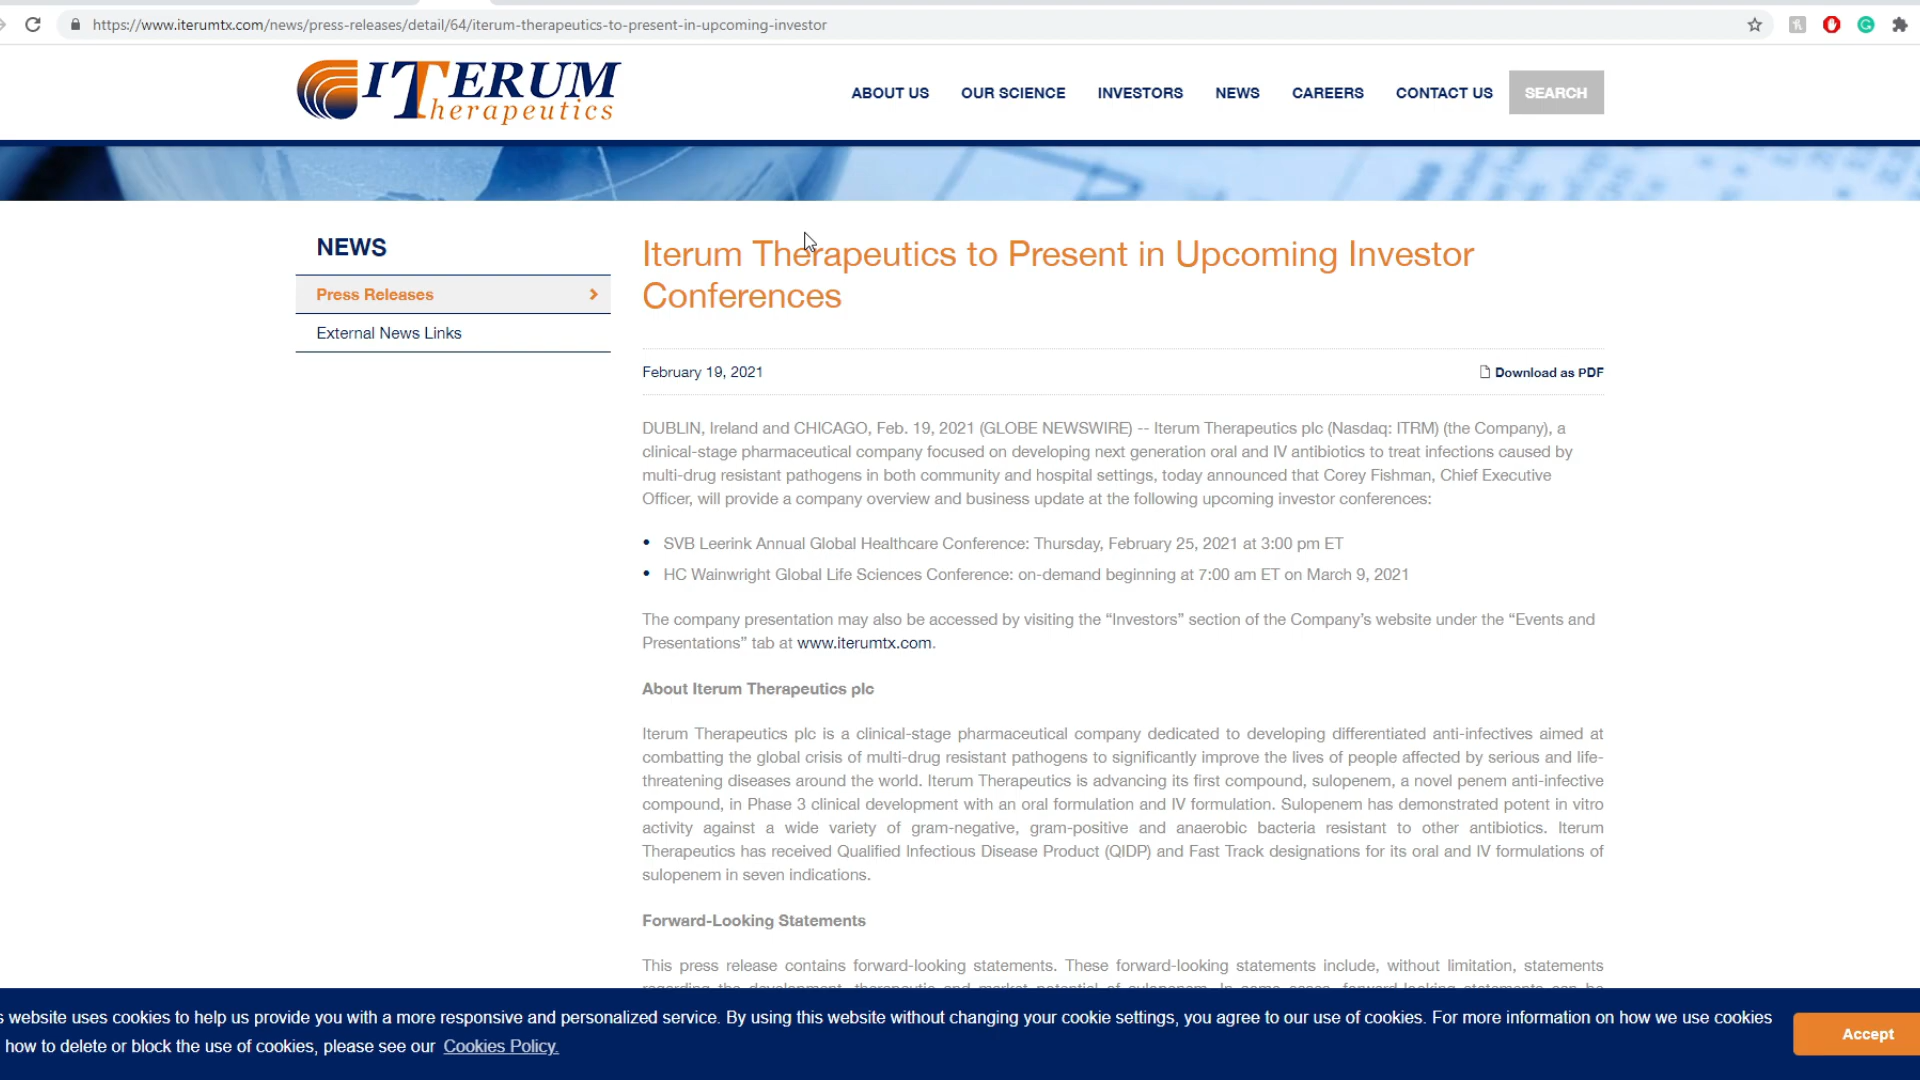 https://www.iterumtx.com/news/press-releases/detail/64/iterum-therapeutics-to-present-in-upcoming-investor
ITERUM
Therapeutics
ABOUT US OUR SCIENCE INVESTORS NEWS CAREERS CONTACT US SEARCH
NEWS
Press Releases
External News Links
Iterum Therapeutics to Present in Upcoming Investor
Conferences
February 19, 2021 Download as PDF
DUBLIN, Ireland and CHICAGO, Feb. 19, 2021 (GLOBE NEWSWIRE) -- Iterum Therapeutics plc (Nasdaq: ITRM) (the Company), a
clinical-stage pharmaceutical company focused on developing next generation oral and IV antibiotics to treat infections caused by
multi-drug resistant pathogens in both community and hospital settings, today announced that Corey Fishman, Chief Executive
Officer, will provide a company overview and business update at the following upcoming investor conferences:
• SVB Leerink Annual Global Healthcare Conference: Thursday, February 25, 2021 at 3:00 pm ET
• HC Wainwright Global Life Sciences Conference: on-demand beginning at 7:00 am ET on March 9, 2021
The company presentation may also be accessed by visiting the “Investors” section of the Company’s website under the “Events and
Presentations” tab at www.iterumtx.com.
About Iterum Therapeutics plc
Iterum Therapeutics plc is a clinical-stage pharmaceutical company dedicated to developing differentiated anti-infectives aimed at
combatting the global crisis of multi-drug resistant pathogens to significantly improve the lives of people affected by serious and life-
threatening diseases around the world. Iterum Therapeutics is advancing its first compound, sulopenem, a novel penem anti-infective
compound, in Phase 3 clinical development with an oral formulation and IV formulation. Sulopenem has demonstrated potent in vitro
activity against a wide variety of gram-negative, gram-positive and anaerobic bacteria resistant to other antibiotics. Iterum
Therapeutics has received Qualified Infectious Disease Product (QIDP) and Fast Track designations for its oral and IV formulations of
sulopenem in seven indications.
Forward-Looking Statements
This press release contains forward-looking statements. These forward-looking statements include, without limitation, statements
regarding the development, therapeutic and market potential of sulopenem. In some cases, forward-looking statements can be
s website uses cookies to help us provide you with a more responsive and personalized service. By using this website without changing your cookie settings, you agree to our use of cookies. For more information on how we use cookies
how to delete or block the use of cookies, please see our Cookies Policy.
Accept